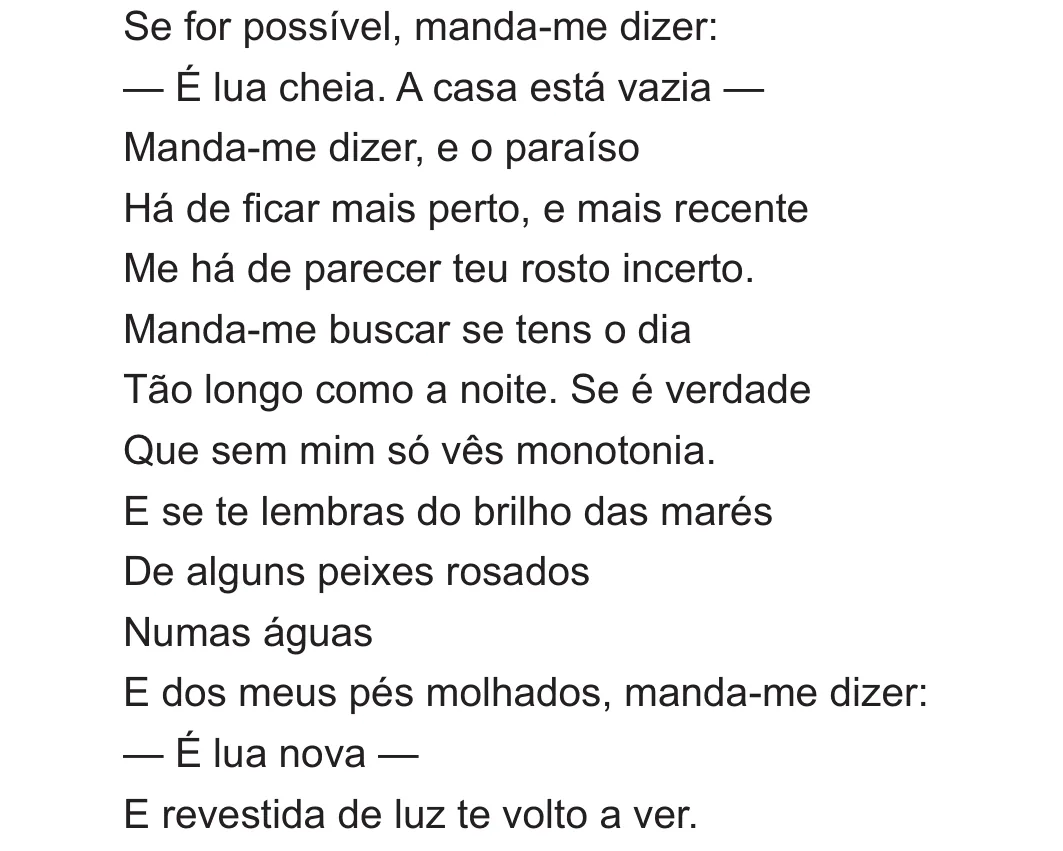 Se for possível, manda-me dizer:
— É lua cheia. A casa está vazia —
Manda-me dizer, e o paraíso
Há de ficar mais perto, e mais recente
Me há de parecer teu rosto incerto.
Manda-me buscar se tens o dia
Tão longo como a noite. Se é verdade
Que sem mim só vês monotonia.
E se te lembras do brilho das marés
De alguns peixes rosados
Numas águas
E dos meus pés molhados, manda-me dizer:
— É lua nova —
E revestida de luz te volto a ver.